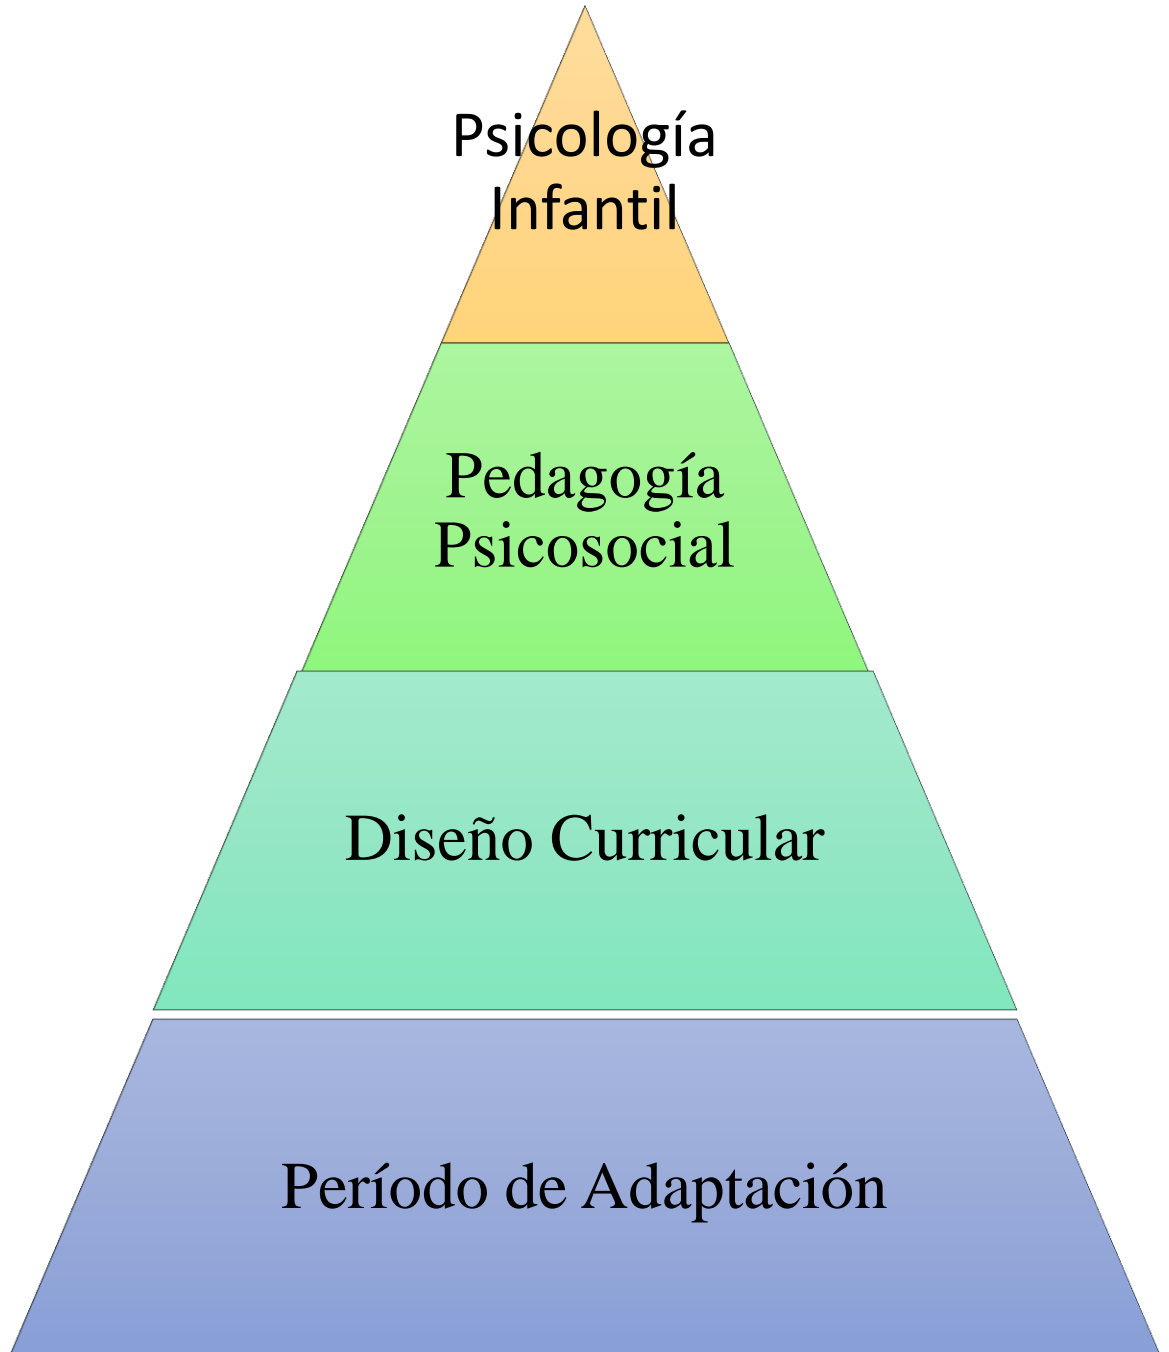 Psicología
Infantil
Pedagogía
Psicosocial
Diseño Curricular
Período de Adaptación